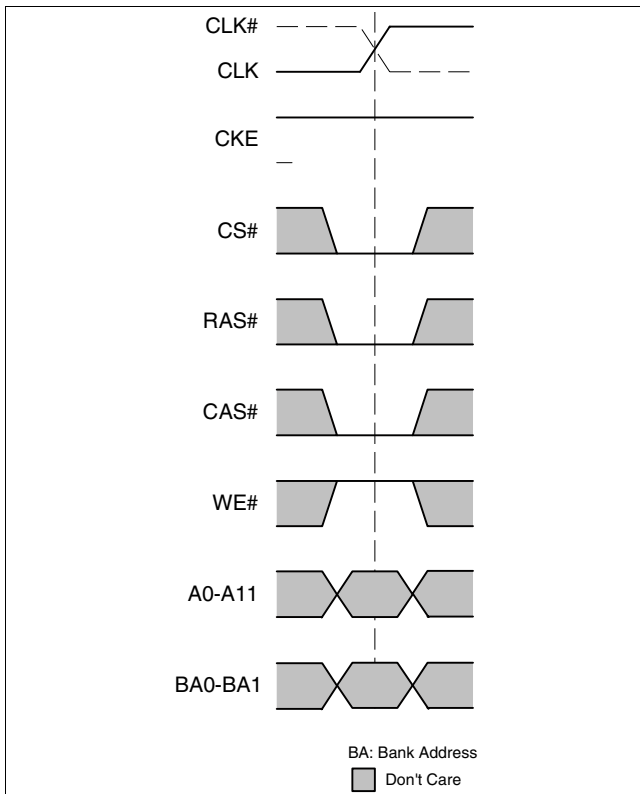 CLK#
CLK
CKE
CS#
RAS#
CAS#
WE#
A0-A11
BA0-BA1
BA: Bank Address
Don't Care